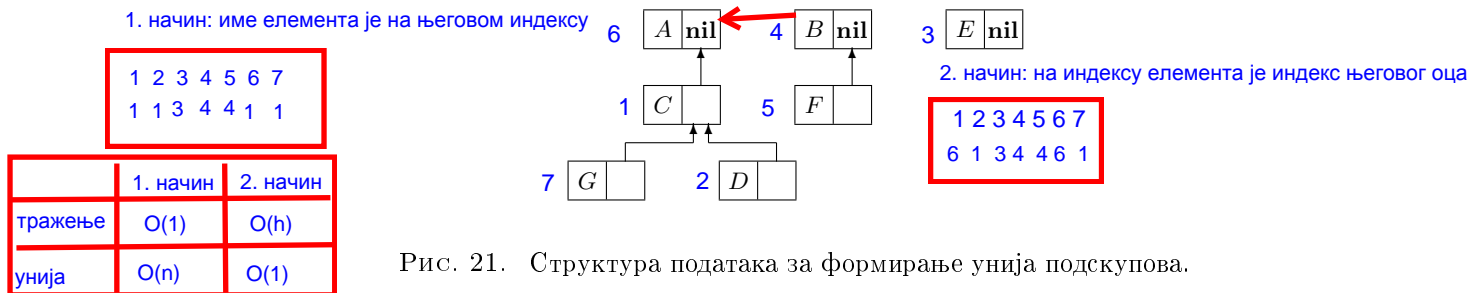 1. начин: име елемента је на његовом индексу
1 2 3 4 5 6 7
1 1 3 4 4 1 1
1. начин 2. начин
тражење O(1) O(h)
унија O(n) O(1)
6 A nil 4 B nil 3 E nil
1 C 5 F
7 G 2 D
2. начин: на индексу елемента је индекс његовог оца
1 2 3 4 5 6 7
6 1 3 4 4 6 1
Рис. 21. Структура података за формирање унија подскупова.